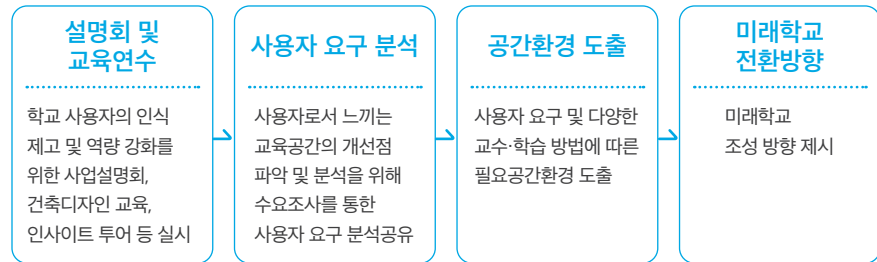 설명회 및
교육연수
학교 사용자의 인식
제고 및 역량 강화를
위한 사업설명회,
건축디자인 교육,
인사이트 투어 등 실시
사용자 요구 분석
사용자로서 느끼는
교육공간의 개선점
파악 및 분석을 위해
수요조사를 통한
사용자 요구 분석공유
공간환경 도출
사용자 요구 및 다양한
교수·학습 방법에 따른
필요공간환경 도출
미래학교
전환방향
미래학교
조성 방향 제시